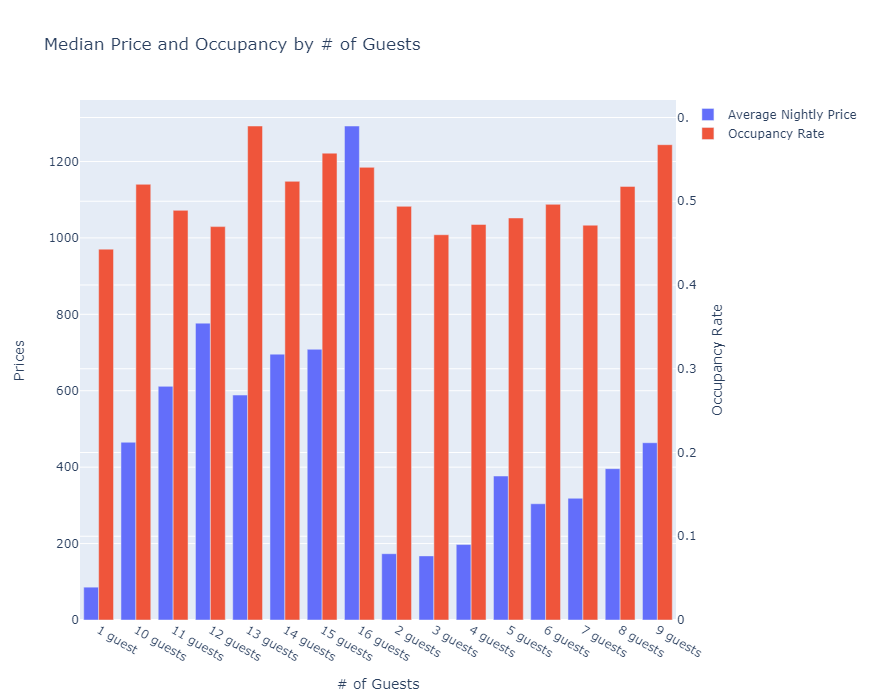 Median Price and Occupancy by # of Guests
Average Nightly Price
Occupancy Rate
1200
1000
800
600
400
200
0
Prices
0.
0.5
0.4
0.3
0.2
0.1
0
Occupancy Rate
1 guest
10 guests
11 guests
12 guests
13 guests
14 guests
15 guests
16 guests
2 guests
3 guests
4 guests
5 guests
6 guests
7 guests
8 guests
9 guests
# of Guests